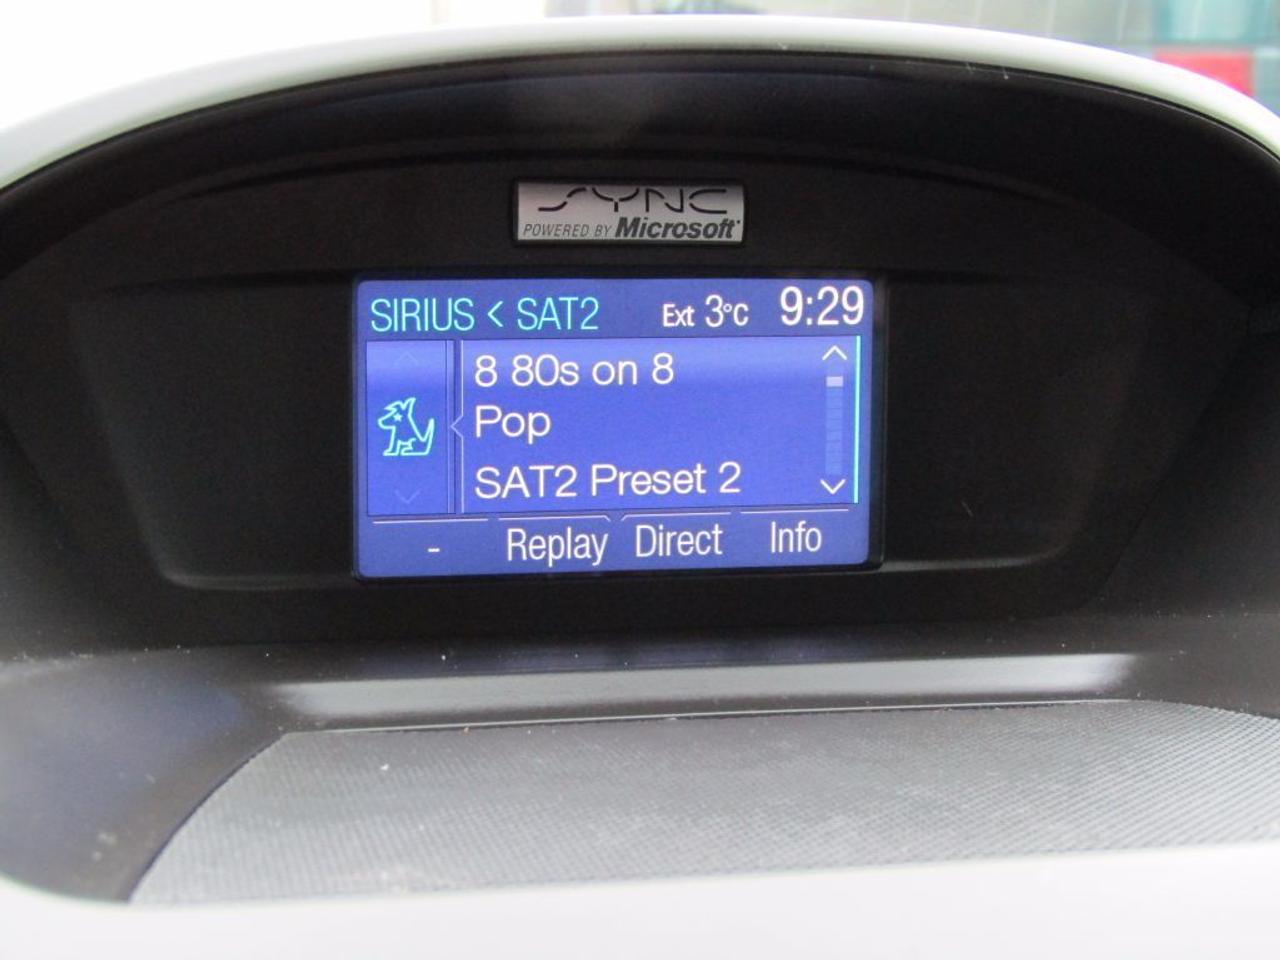 SYNC
POWERED BY Microsoft
SIRIUS < SAT2 Ext 3°C 9:29
8 80s on 8
Pop
SAT2 Preset 2
- Replay Direct Info